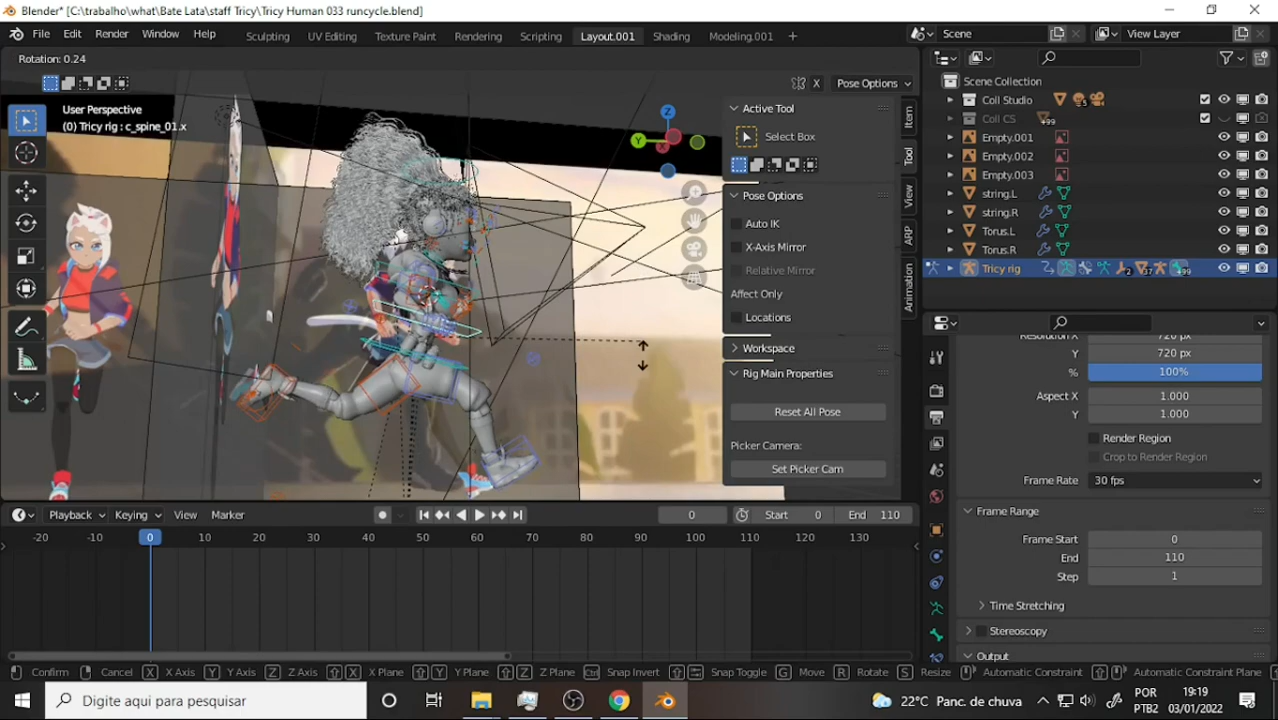 Blender* [C:\trabalho\what\Bate Lata\staff Tricy\Tricy Human 033 runcycle.blend]
File Edit Render Window Help Sculpting UV Editing Texture Paint Rendering Scripting Layout.001 Shading Modeling.001 + Scene View Layer
Rotation: 0.24
X Pose Options
User Perspective
(0) Tricy rig : c_spine_01.x
Z
Y
X
Active Tool
Select Box
Pose Options
Auto IK
X-Axis Mirror
Relative Mirror
Affect Only
Locations
Workspace
Rig Main Properties
Reset All Pose
Picker Camera:
Set Picker Cam
Item
Tool
View
ARP
Animation
Scene Collection
Coll Studio 5
Coll CS 99
Empty.001
Empty.002
Empty.003
string.L
string.R
Torus.L
Torus.R
Tricy rig 2 37 99
Resolution X 720 px
Y 720 px
% 100%
Aspect X 1.000
Y 1.000
Render Region
Crop to Render Region
Frame Rate 30 fps
Frame Range
Frame Start 0
End 110
Step 1
Time Stretching
Stereoscopy
Output
Playback Keying View Marker 0 Start 0 End 110
-20 -10 0 10 20 30 40 50 60 70 80 90 100 110 120 130
Confirm Cancel X X Axis Y Y Axis Z Z Axis X X Plane Y Y Plane Z Z Plane Ctrl Snap Invert Snap Toggle G Move R Rotate S Resize Automatic Constraint Automatic Constraint Plane
Digite aqui para pesquisar
22°C Panc. de chuva
POR
PTB2
19:19
03/01/2022